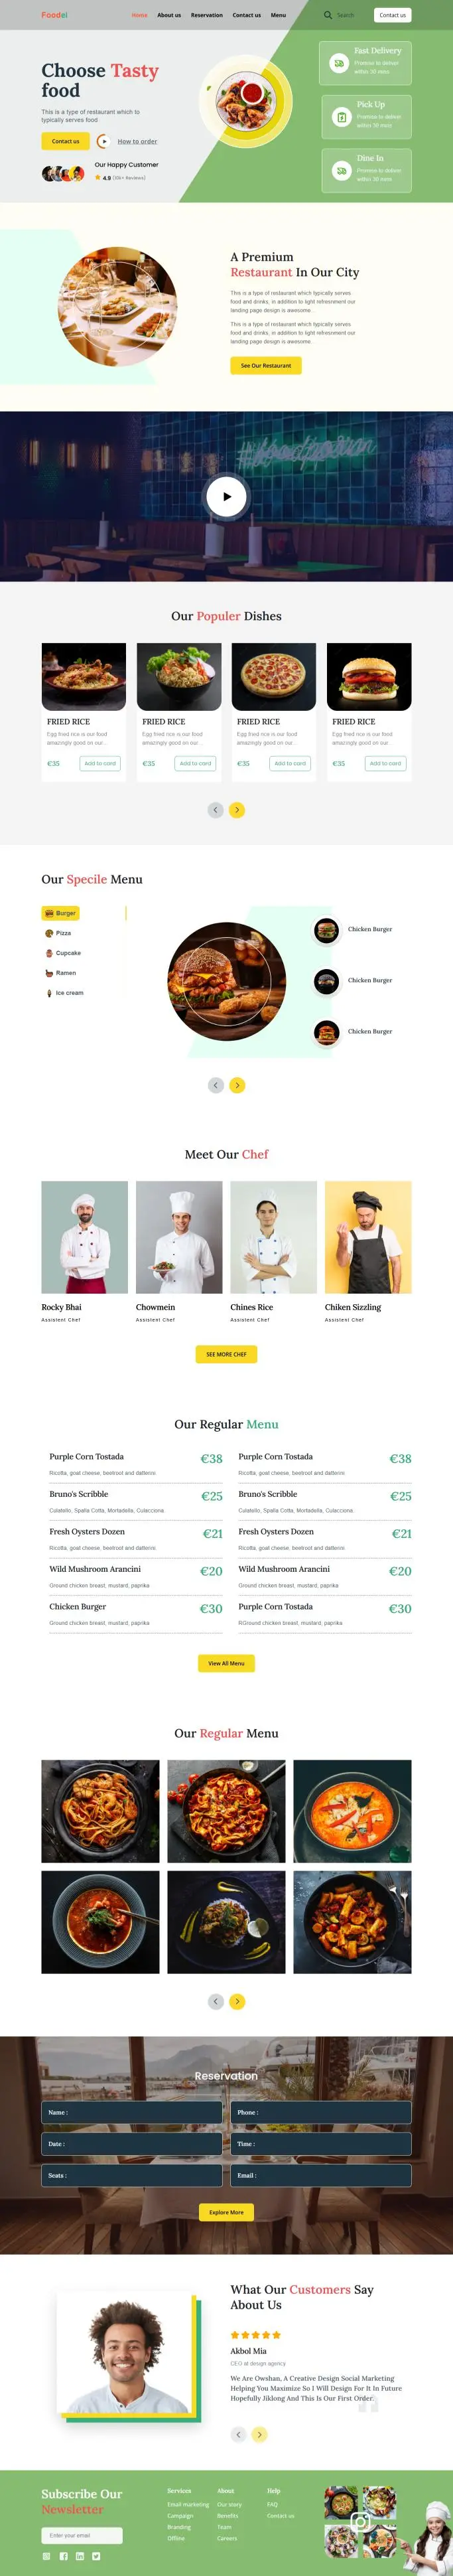 Foodei
Home About us Reservation Contact us Menu
Search
Contact us
Choose Tasty
food
This is a type of restaurant which to
typically serves food
Contact us
How to order
Our Happy Customer
4.9 (80k+ Reviews)
Fast Delivery
Promise to deliver
within 30 mins
Pick Up
Promise to deliver
within 30 mins
Dine In
Promise to deliver
within 30 mins
A Premium
Restaurant In Our City
This is a type of restaurant which typically serves
food and drinks, in addition to light refreshment our
landing page design is awesome .
This is a type of restaurant which typically serves
food and drinks, in addition to light refreshment our
landing page design is awesome.
See Our Restaurant
Our Populer Dishes
FRIED RICE
Egg fried rice is our food
amazingly good on our..
€35
Add to card
FRIED RICE
Egg fried rice is our food
amazingly good on our..
€35
Add to card
FRIED RICE
Egg fried rice is our food
amazingly good on our..
€35
Add to card
FRIED RICE
Egg fried rice is our food
amazingly good on our..
€35
Add to card
Our Specile Menu
Burger
Pizza
Cupcake
Ramen
Ice cream
Chicken Burger
Chicken Burger
Chicken Burger
Meet Our Chef
Rocky Bhai
Assistent Chef
Chowmein
Assistent Chef
Chines Rice
Assistent Chef
Chiken Sizzling
Assistent Chef
SEE MORE CHEF
Our Regular Menu
Purple Corn Tostada €38
Ricotta, goat cheese, beetroot and datterini
Bruno's Scribble €25
Culatello, Spalla Cotta, Mortadella, Culacciona
Fresh Oysters Dozen €21
Ricotta, goat cheese, beetroot and datterini
Wild Mushroom Arancini €20
Ground chicken breast, mustard, paprika
Chicken Burger €30
Ground chicken breast, mustard, paprika
Purple Corn Tostada €38
Ricotta, goat cheese, beetroot and datterini
Bruno's Scribble €25
Culatello, Spalla Cotta, Mortadella, Culacciona
Fresh Oysters Dozen €21
Ricotta, goat cheese, beetroot and datterini
Wild Mushroom Arancini €20
Ground chicken breast, mustard, paprika
Purple Corn Tostada €30
RGround chicken breast, mustard, paprika
View All Menu
Our Regular Menu
Reservation
Name :
Phone :
Date :
Time :
Seats :
Email :
Explore More
What Our Customers Say
About Us
Akbol Mia
CEO at design agency
We Are Owshan, A Creative Design Social Marketing
Helping You Maximize So I Will Design For It In Future
Hopefully Jiklong And This Is Our First Order.
Subscribe Our
Newsletter
Enter your email
Services
Email marketing
Campaign
Branding
Offline
About
Our story
Benefits
Team
Careers
Help
FAQ
Contact us